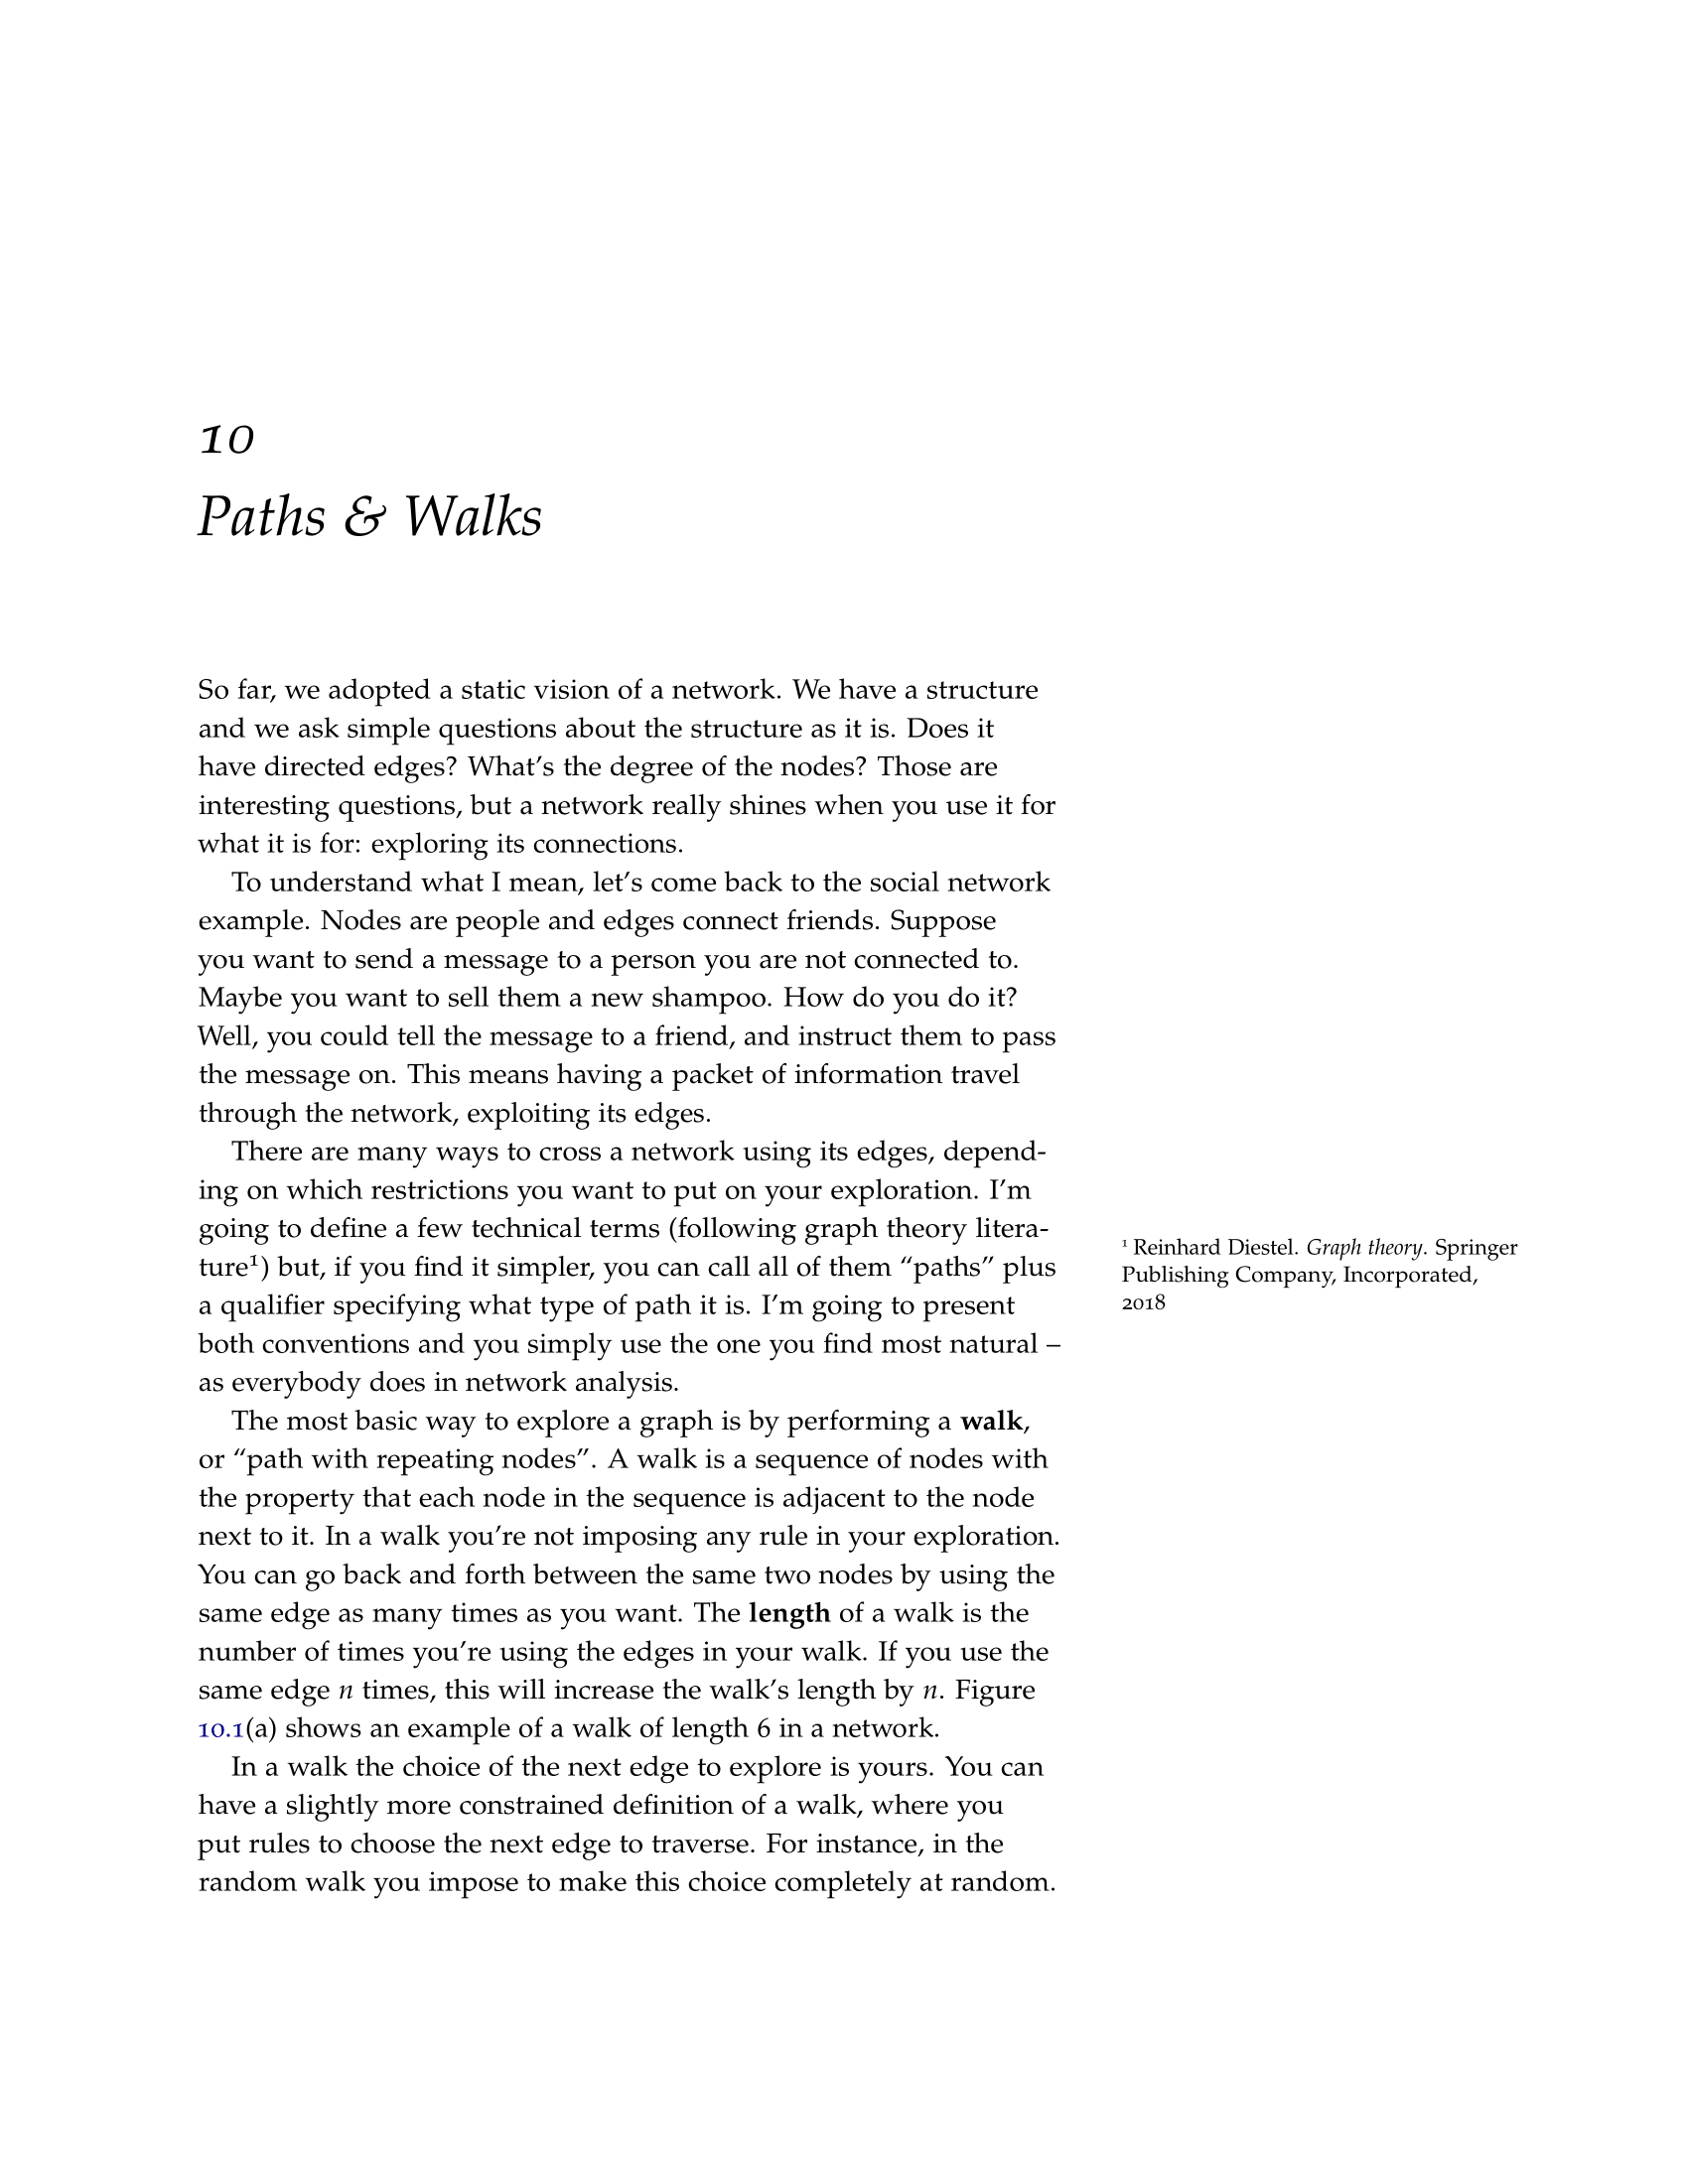 10
Paths & Walks
So far, we adopted a static vision of a network. We have a structure
and we ask simple questions about the structure as it is. Does it
have directed edges? What's the degree of the nodes? Those are
interesting questions, but a network really shines when you use it for
what it is for: exploring its connections.
To understand what I mean, let's come back to the social network
example. Nodes are people and edges connect friends. Suppose
you want to send a message to a person you are not connected to.
Maybe you want to sell them a new shampoo. How do you do it?
Well, you could tell the message to a friend, and instruct them to pass
the message on. This means having a packet of information travel
through the network, exploiting its edges.
There are many ways to cross a network using its edges, depend-
ing on which restrictions you want to put on your exploration. I'm
going to define a few technical terms (following graph theory litera-
ture¹) but, if you find it simpler, you can call all of them “paths” plus
a qualifier specifying what type of path it is. I'm going to present
both conventions and you simply use the one you find most natural –
as everybody does in network analysis.
The most basic way to explore a graph is by performing a walk,
or “path with repeating nodes”. A walk is a sequence of nodes with
the property that each node in the sequence is adjacent to the node
next to it. In a walk you're not imposing any rule in your exploration.
You can go back and forth between the same two nodes by using the
same edge as many times as you want. The length of a walk is the
number of times you're using the edges in your walk. If you use the
same edge n times, this will increase the walk's length by n. Figure
10.1(a) shows an example of a walk of length 6 in a network.
In a walk the choice of the next edge to explore is yours. You can
have a slightly more constrained definition of a walk, where you
put rules to choose the next edge to traverse. For instance, in the
random walk you impose to make this choice completely at random.
¹ Reinhard Diestel. Graph theory. Springer
Publishing Company, Incorporated,
2018